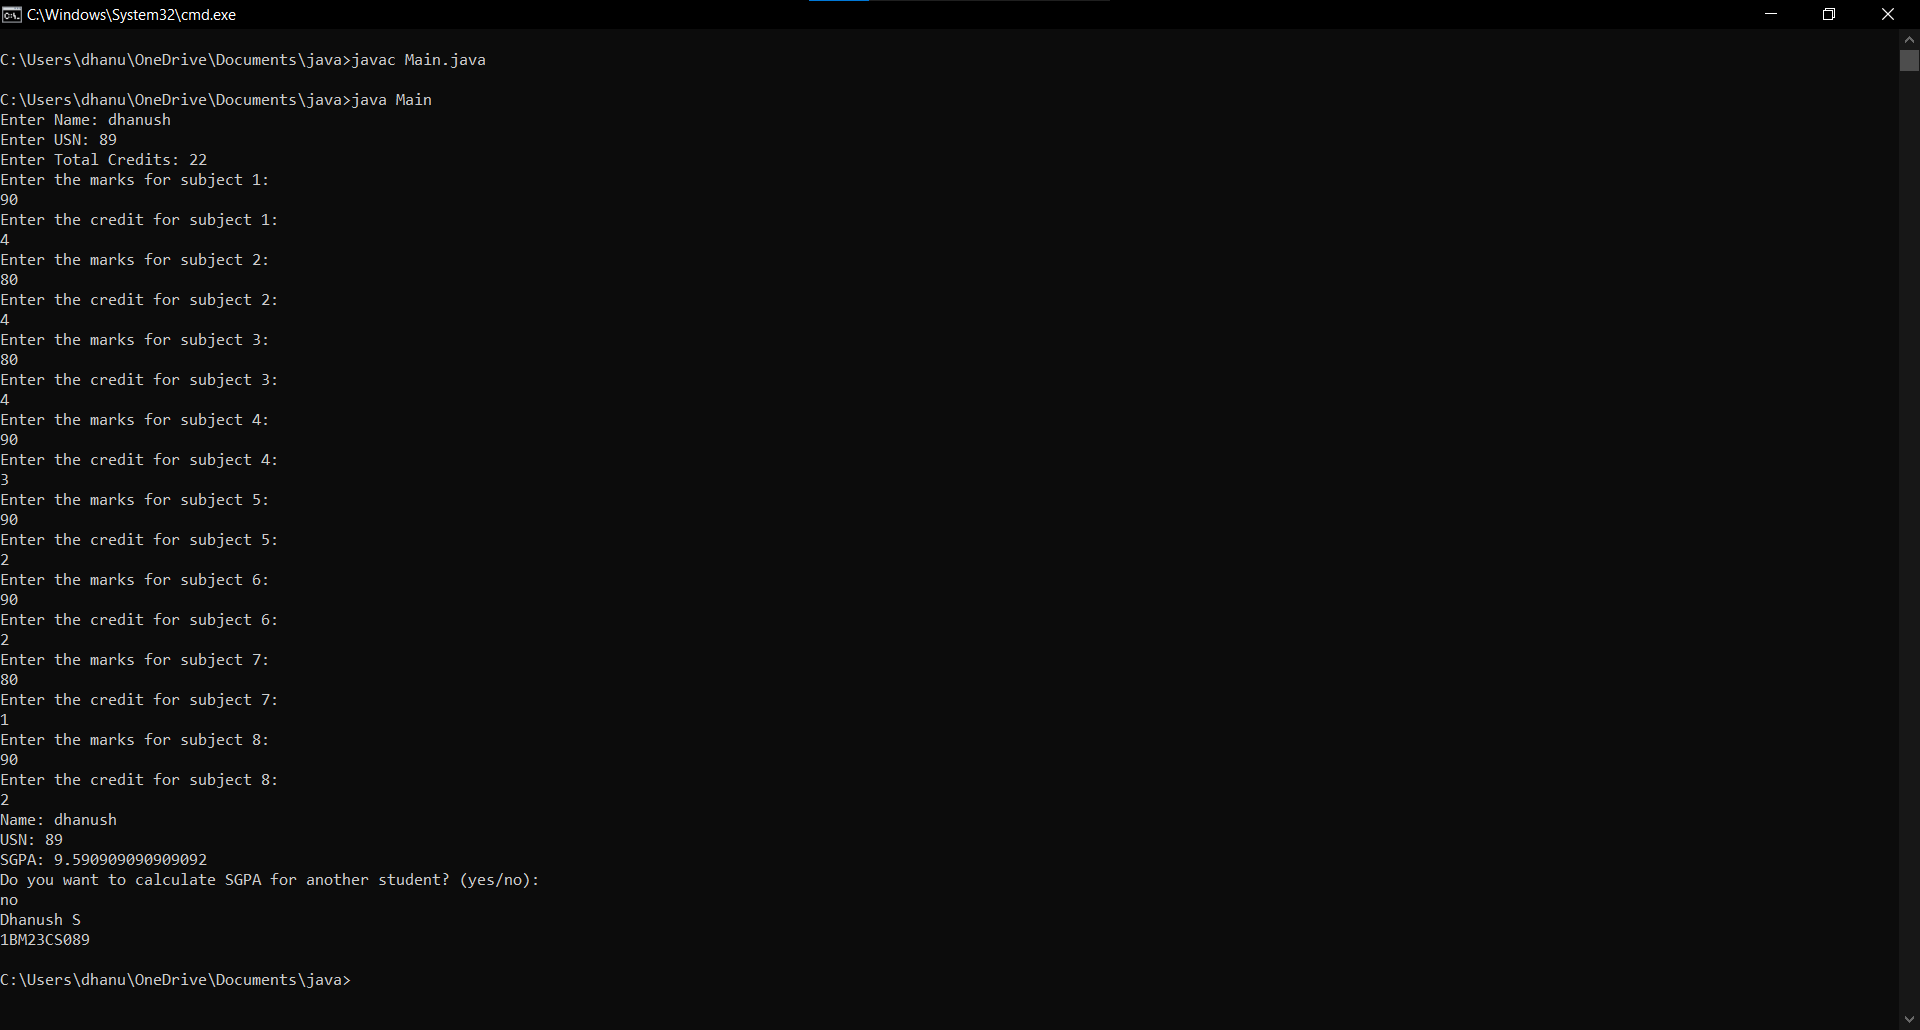 C:\Windows\System32\cmd.exe
C:\Users\dhanu\OneDrive\Documents\java>javac Main.java
C:\Users\dhanu\OneDrive\Documents\java>java Main
Enter Name: dhanush
Enter USN: 89
Enter Total Credits: 22
Enter the marks for subject 1:
90
Enter the credit for subject 1:
4
Enter the marks for subject 2:
80
Enter the credit for subject 2:
4
Enter the marks for subject 3:
80
Enter the credit for subject 3:
4
Enter the marks for subject 4:
90
Enter the credit for subject 4:
3
Enter the marks for subject 5:
90
Enter the credit for subject 5:
2
Enter the marks for subject 6:
90
Enter the credit for subject 6:
2
Enter the marks for subject 7:
80
Enter the credit for subject 7:
1
Enter the marks for subject 8:
90
Enter the credit for subject 8:
2
Name: dhanush
USN: 89
SGPA: 9.590909090909092
Do you want to calculate SGPA for another student? (yes/no):
no
Dhanush S
1BM23CS089
C:\Users\dhanu\OneDrive\Documents\java>